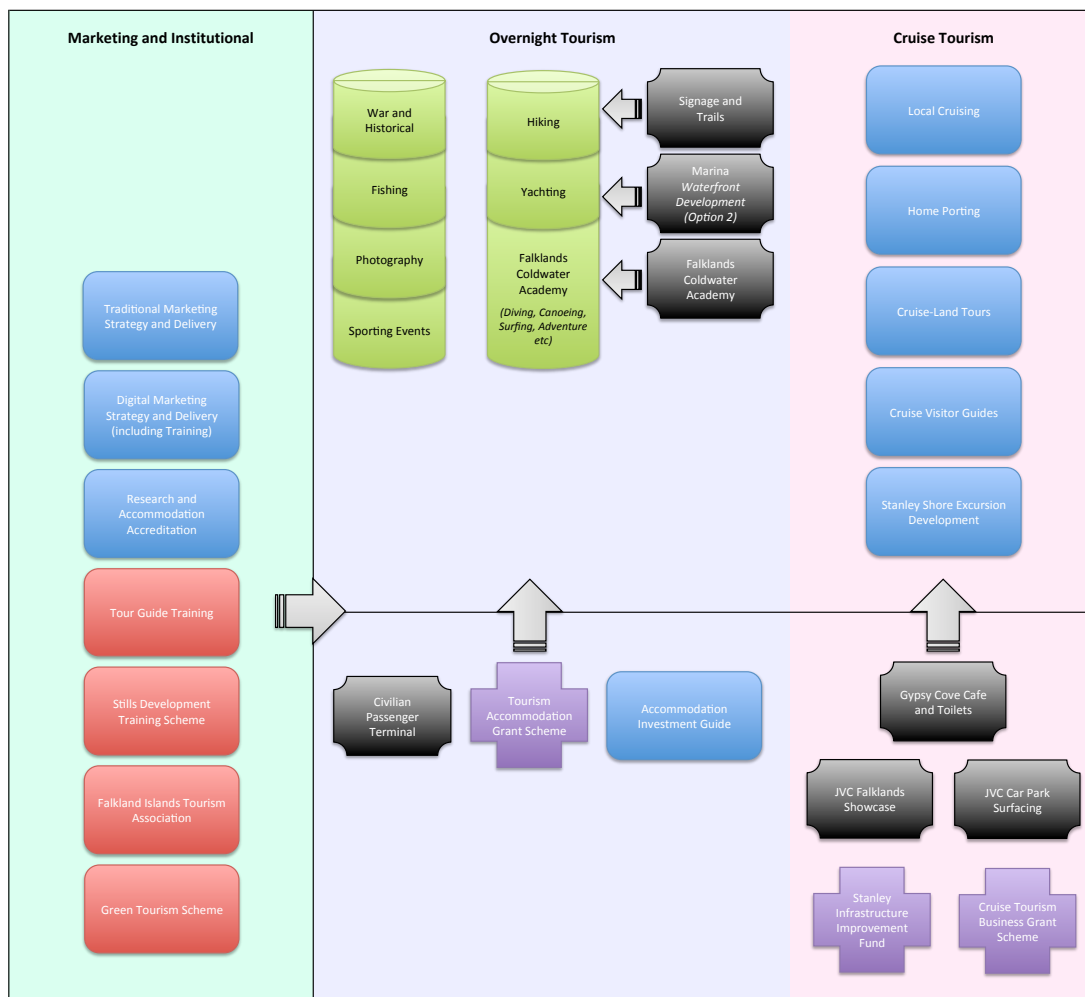 Marketing and Institutional
Traditional Marketing
Strategy and Delivery
Digital Marketing
Strategy and Delivery
(including Training)
Research and
Accommodation
Accreditation
Tour Guide Training
Stills Development
Training Scheme
Falkland Islands Tourism
Association
Green Tourism Scheme
Overnight Tourism
War and
Historical
Fishing
Photography
Sporting Events
Hiking
Yachting
Falklands
Coldwater
Academy
(Diving, Canoeing,
Surfing, Adventure
etc)
Signage and
Trails
Marina
Waterfront
Development
(Option 2)
Falklands
Coldwater
Academy
Civilian
Passenger
Terminal
Tourism
Accommodation
Grant Scheme
Accommodation
Investment Guide
Cruise Tourism
Local Cruising
Home Porting
Cruise-Land Tours
Cruise Visitor Guides
Stanley Shore Excursion
Development
Gypsy Cove Cafe
and Toilets
JVC Falklands
Showcase
JVC Car Park
Surfacing
Stanley
Infrastructure
Improvement
Fund
Cruise Tourism
Business Grant
Scheme